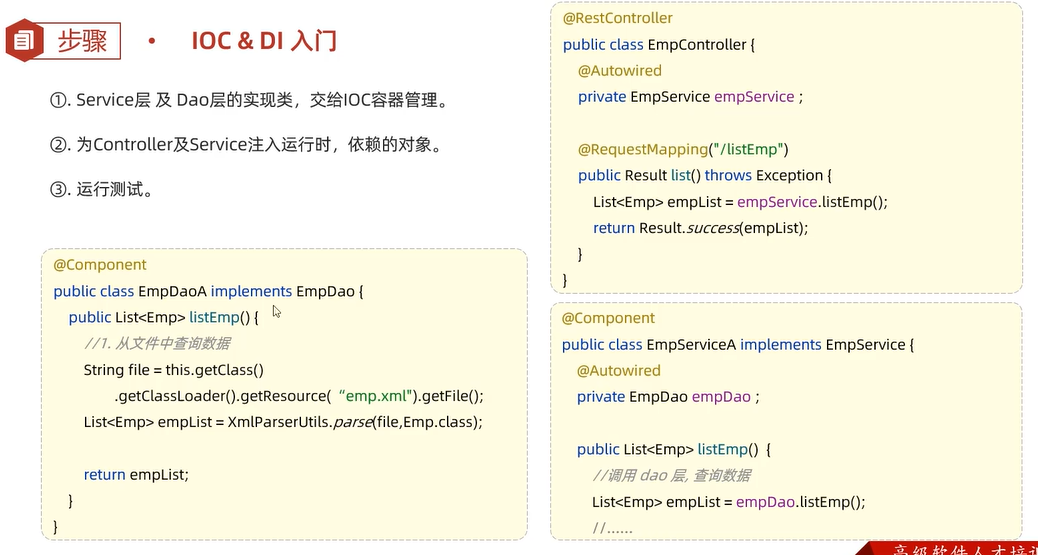 步骤 • IOC & DI 入门
①. Service层 及 Dao层的实现类，交给IOC容器管理。
②. 为Controller及Service注入运行时，依赖的对象。
③. 运行测试。
@Component
public class EmpDaoA implements EmpDao {
public List<Emp> listEmp() {
//1. 从文件中查询数据
String file = this.getClass()
.getClassLoader().getResource( “emp.xml").getFile();
List<Emp> empList = XmlParserUtils.parse(file,Emp.class);
return empList;
}
}
@RestController
public class EmpController {
@Autowired
private EmpService empService ;
@RequestMapping("/listEmp")
public Result list() throws Exception {
List<Emp> empList = empService.listEmp();
return Result.success(empList);
}
}
@Component
public class EmpServiceA implements EmpService {
@Autowired
private EmpDao empDao ;
public List<Emp> listEmp() {
//调用 dao 层, 查询数据
List<Emp> empList = empDao.listEmp();
//......
高级软件人才培训